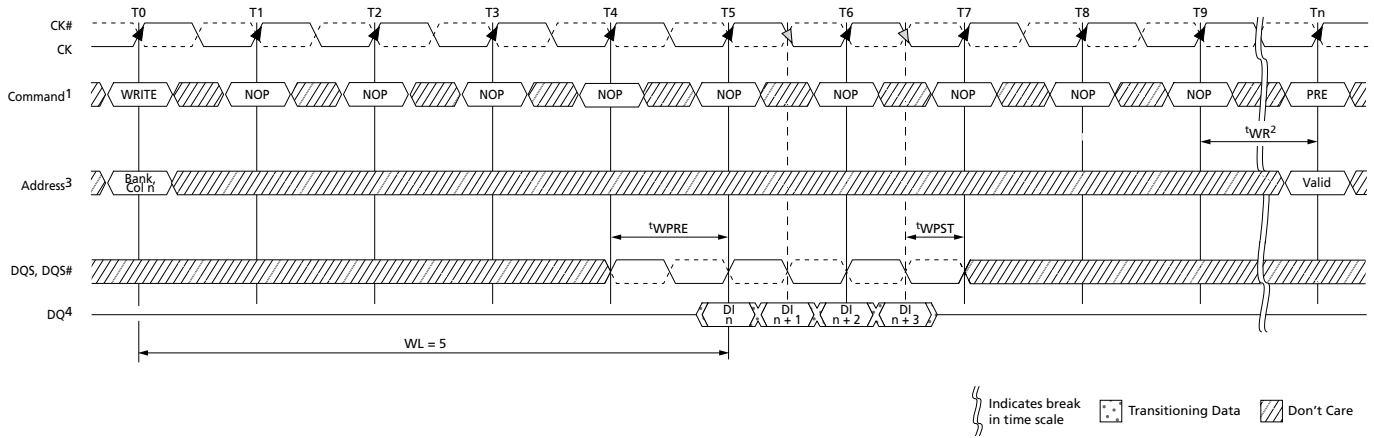 T0 T1 T2 T3 T4 T5 T6 T7 T8 T9 Tn
CK#
CK
Command1 WRITE NOP NOP NOP NOP NOP NOP NOP NOP NOP PRE
tWR2
Address3 Bank, Col n Valid
tWPRE tWPST
DQS, DQS#
DQ4 DI n DI n + 1 DI n + 2 DI n + 3
WL = 5
Indicates break in time scale
Transitioning Data
Don't Care